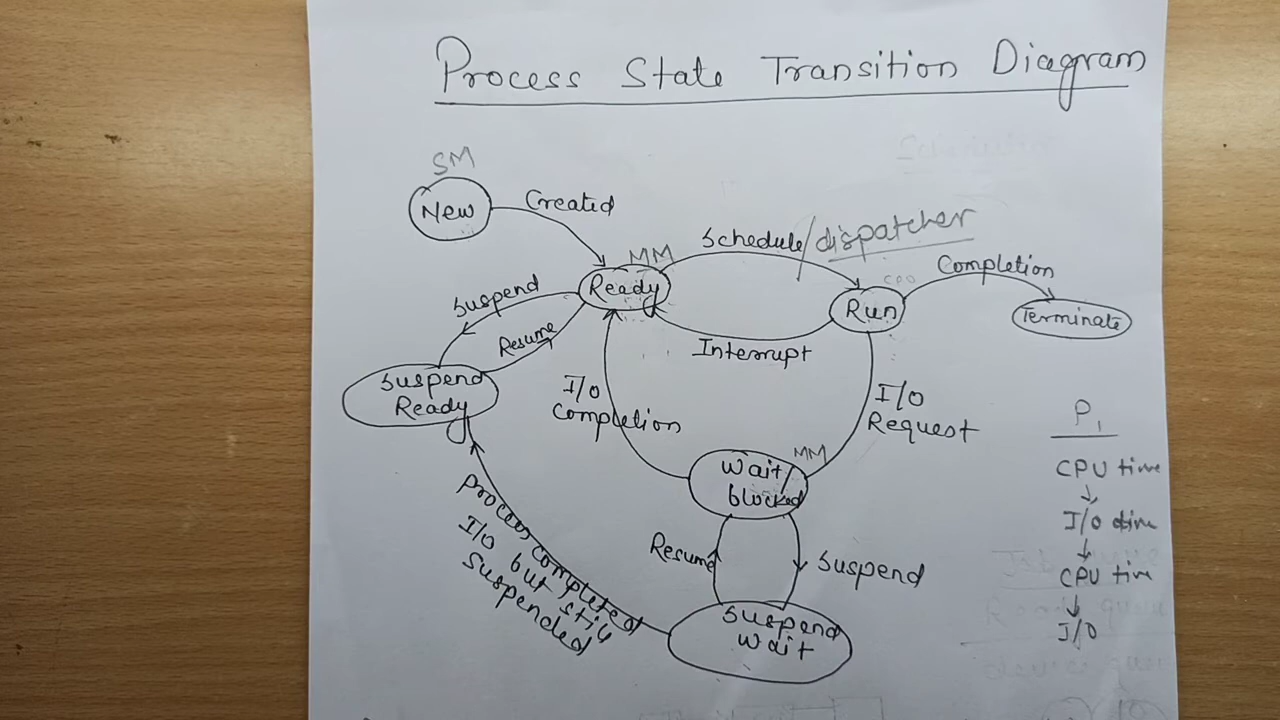 Process State Transition Diagram
SM
New
Created
MM
Ready
Schedule/dispatcher
CPU
Run
Completion
Terminate
Suspend
Resume
Interrupt
Suspend
Ready
I/O
Completion
I/O
Request
MM
Wait/
blocked
Resume
Suspend
Suspend
Wait
process completed
I/O but still
suspended
P1
CPU time
I/O time
CPU time
I/O